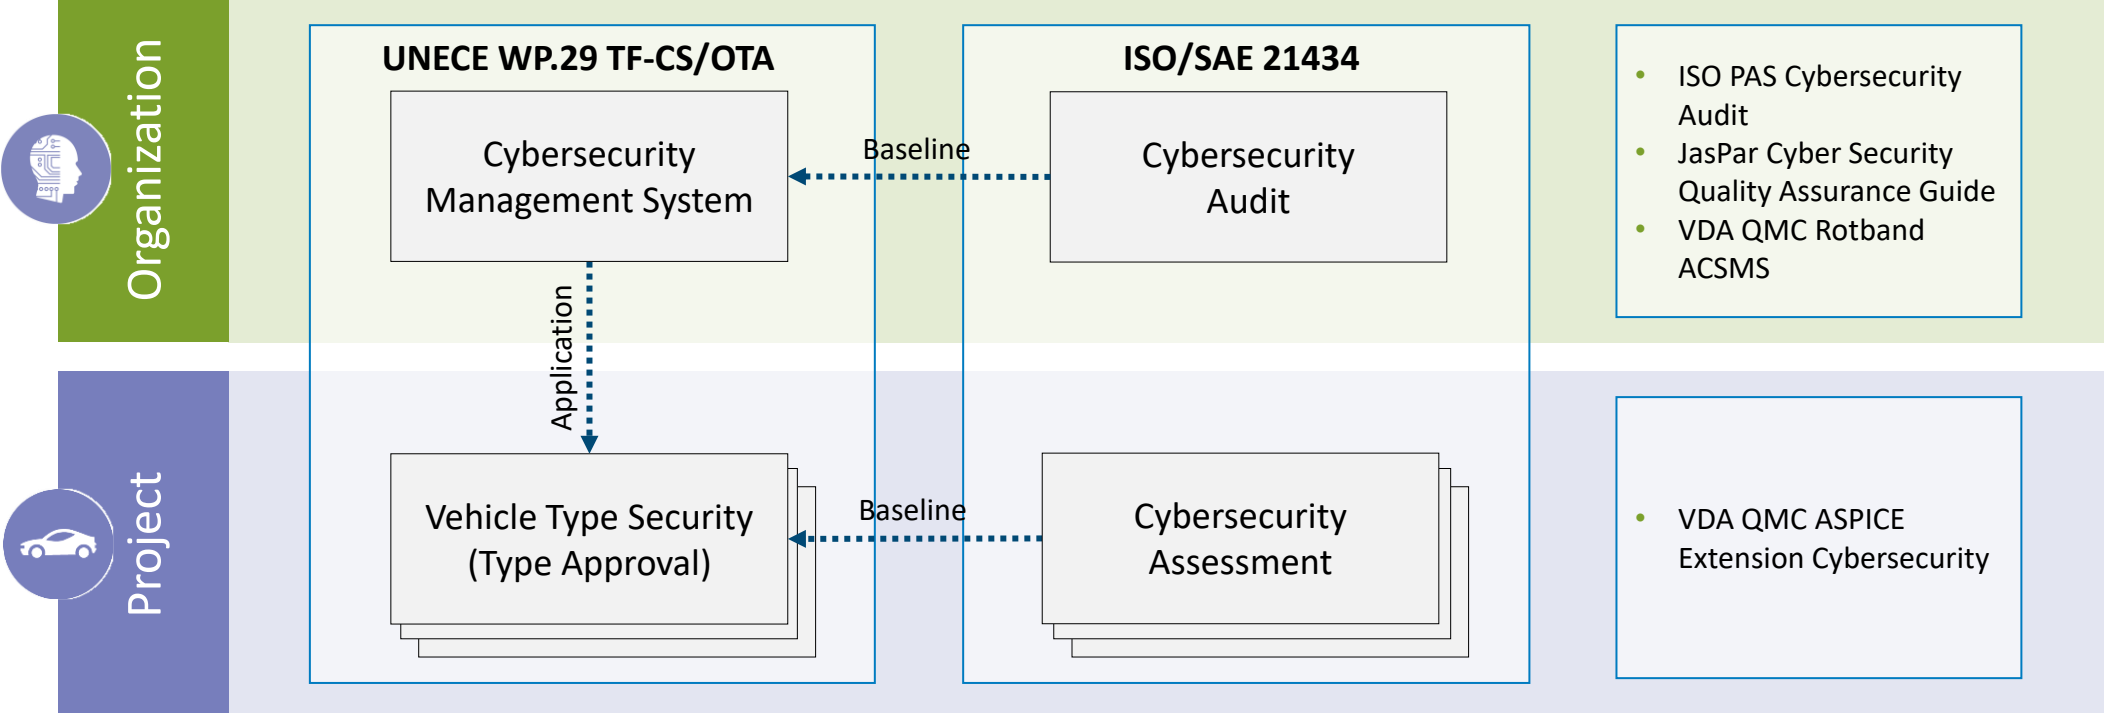 Organization
UNECE WP.29 TF-CS/OTA
Cybersecurity
Management System
Baseline
ISO/SAE 21434
Cybersecurity
Audit
• ISO PAS Cybersecurity
Audit
• JasPar Cyber Security
Quality Assurance Guide
• VDA QMC Rotband
ACSMS
Application
Project
Vehicle Type Security
(Type Approval)
Baseline
Cybersecurity
Assessment
• VDA QMC ASPICE
Extension Cybersecurity